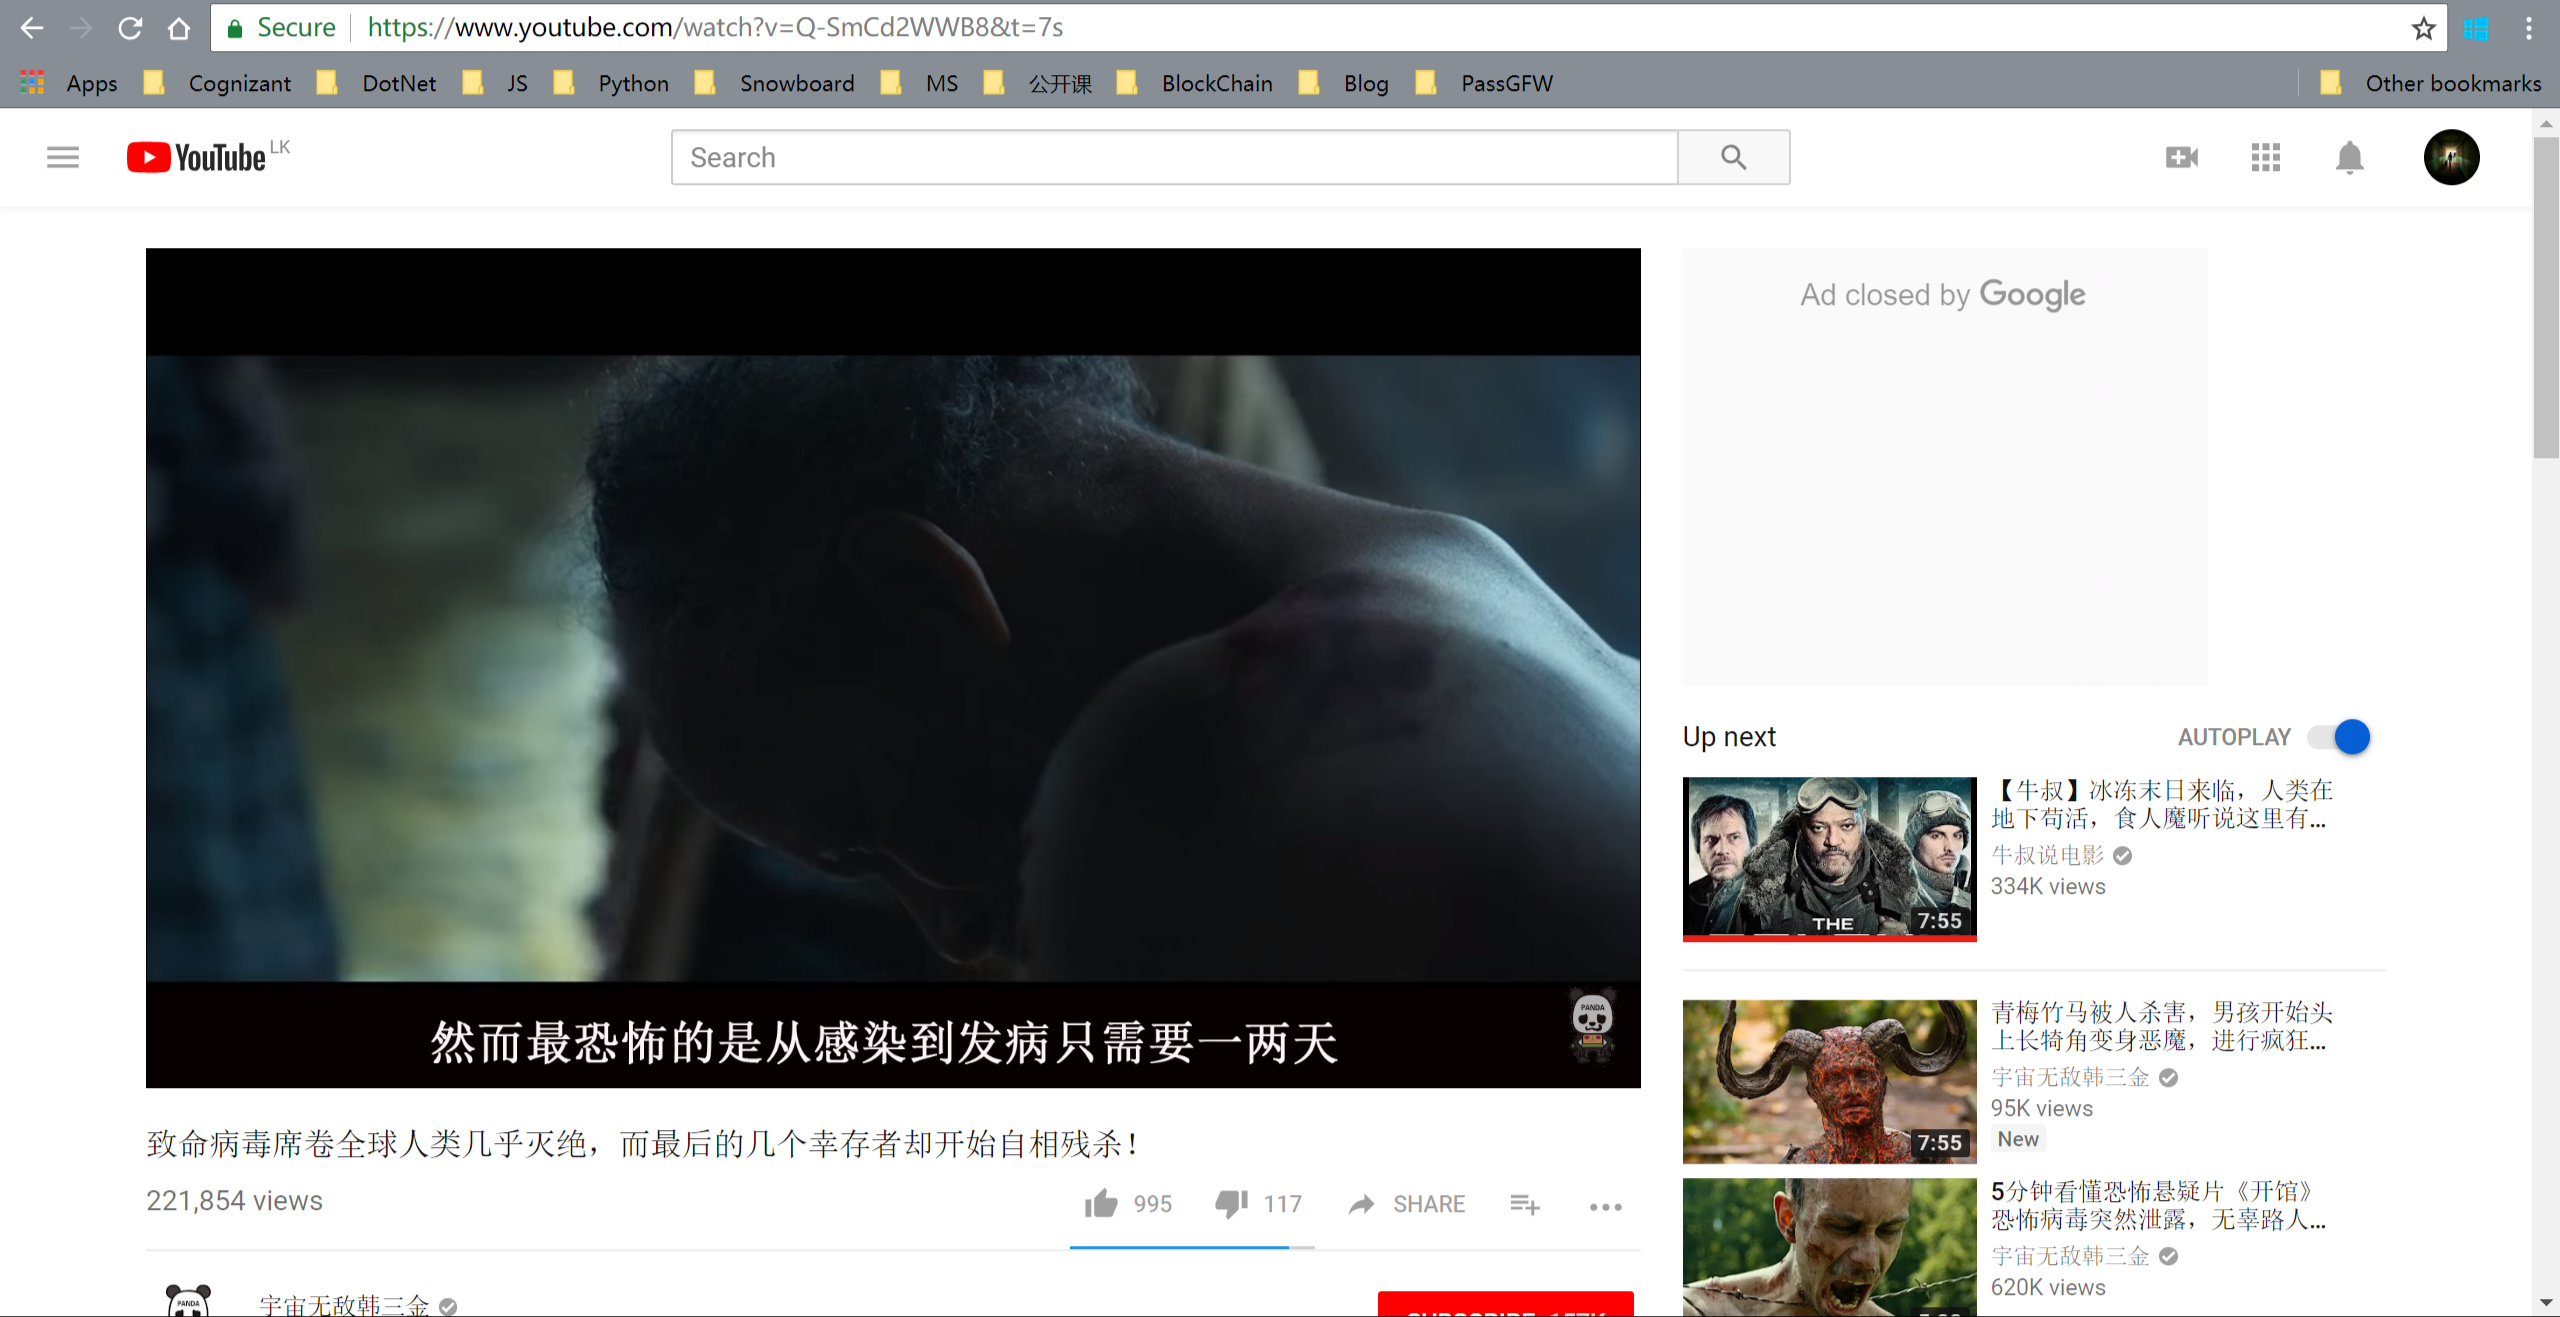 Secure
https://www.youtube.com/watch?v=Q-SmCd2WWB8&t=7s
Apps Cognizant DotNet JS Python Snowboard MS 公开课 BlockChain Blog PassGFW Other bookmarks
YouTube LK
Search
Ad closed by Google
PANDA
然而最恐怖的是从感染到发病只需要一两天
致命病毒席卷全球人类几乎灭绝，而最后的几个幸存者却开始自相残杀！
221,854 views
995 117 SHARE
PANDA
宇宙无敌韩三金
Up next
AUTOPLAY
THE
7:55
【牛叔】冰冻末日来临，人类在
地下苟活，食人魔听说这里有...
牛叔说电影
334K views
7:55
青梅竹马被人杀害，男孩开始头
上长犄角变身恶魔，进行疯狂...
宇宙无敌韩三金
95K views
New
5分钟看懂恐怖悬疑片《开馆》
恐怖病毒突然泄露，无辜路人...
宇宙无敌韩三金
620K views